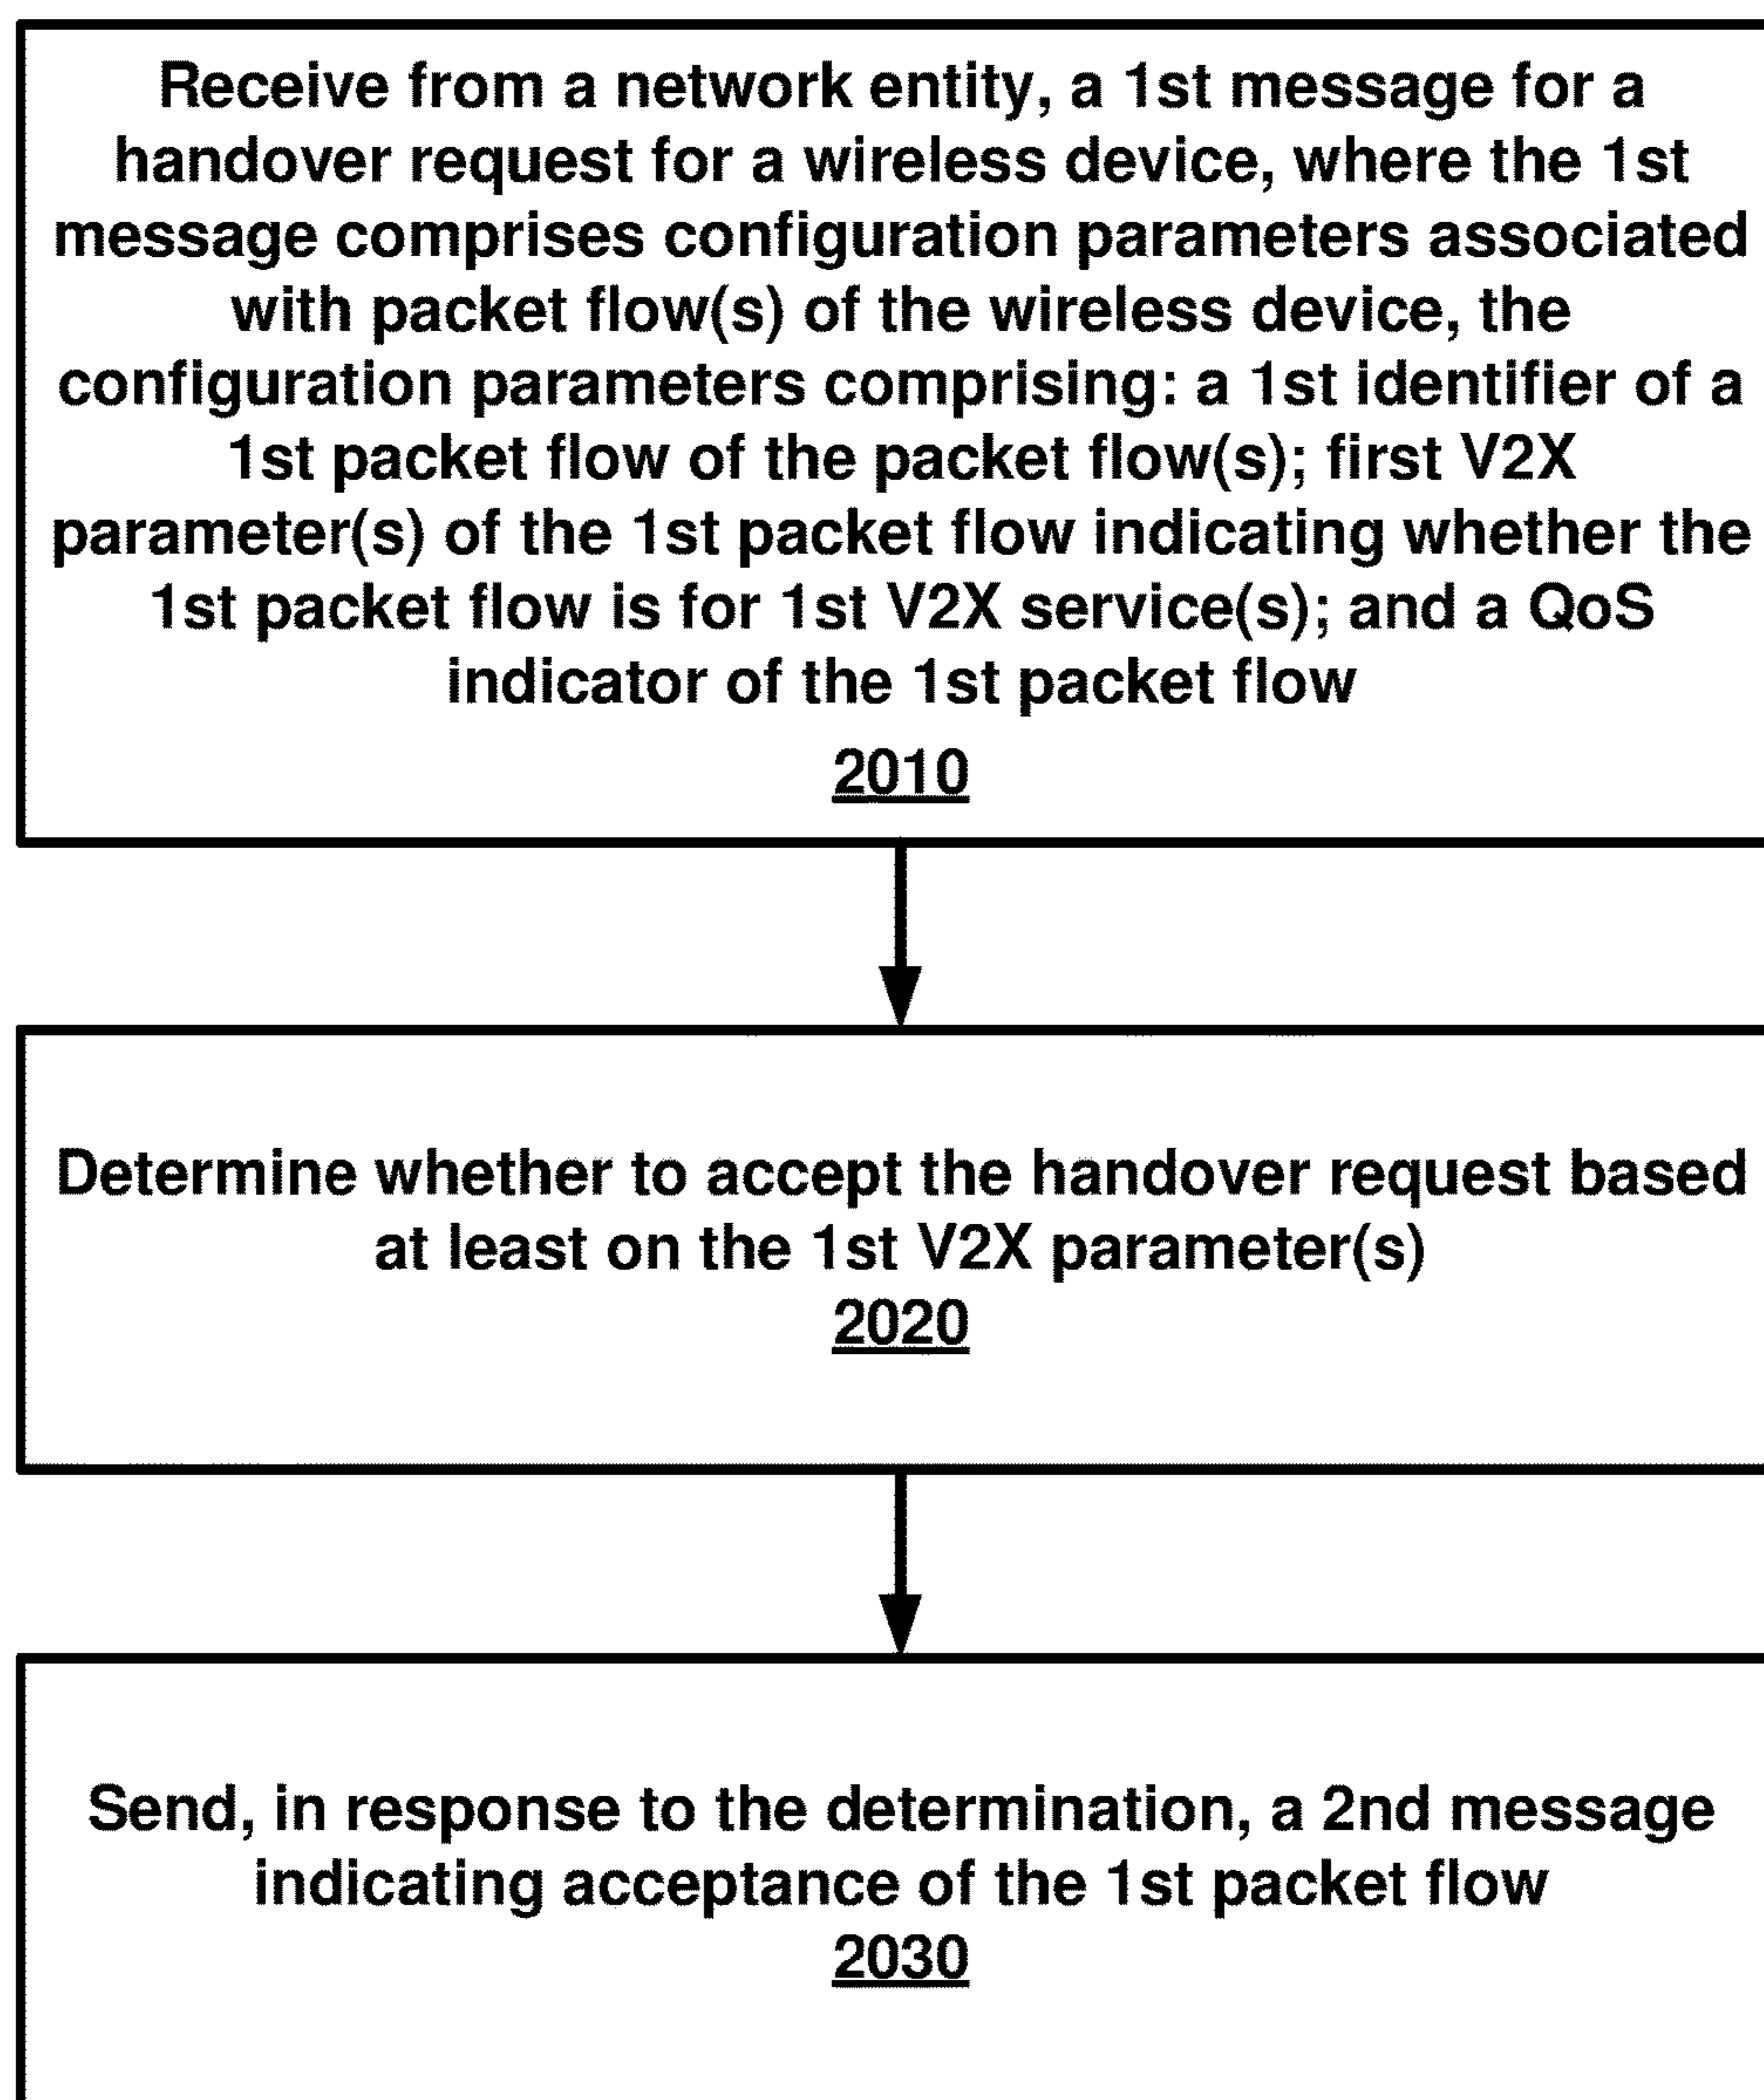 Receive from a network entity, a 1st message for a
handover request for a wireless device, where the 1st
message comprises configuration parameters associated
with packet flow(s) of the wireless device, the
configuration parameters comprising: a 1st identifier of a
1st packet flow of the packet flow(s); first V2X
parameter(s) of the 1st packet flow indicating whether the
1st packet flow is for 1st V2X service(s); and a QoS
indicator of the 1st packet flow
2010
Determine whether to accept the handover request based
at least on the 1st V2X parameter(s)
2020
Send, in response to the determination, a 2nd message
indicating acceptance of the 1st packet flow
2030